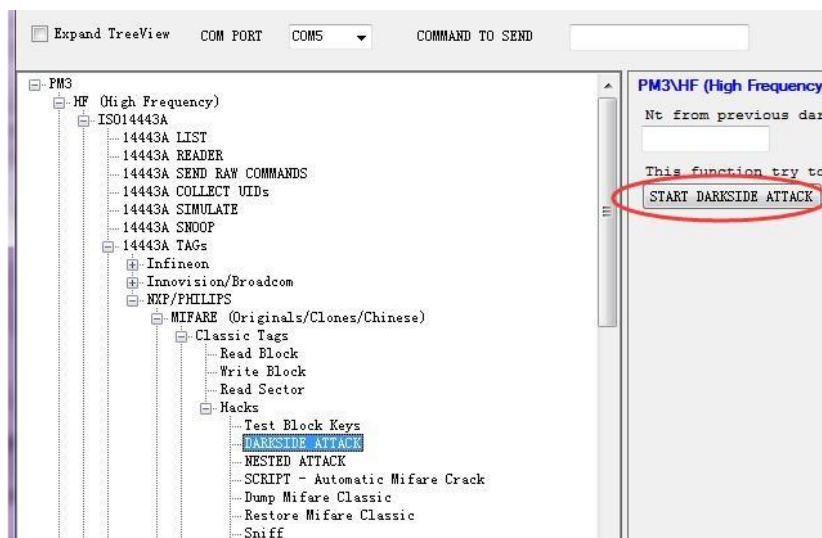 Expand TreeView COM PORT COM5 COMMAND TO SEND
PM3
HF (High Frequency)
ISO14443A
14443A LIST
14443A READER
14443A SEND RAW COMMANDS
14443A COLLECT UIDs
14443A SIMULATE
14443A SNOOP
14443A TAGs
Infineon
Innovision/Broadcom
NXP/PHILIPS
MIFARE (Originals/Clones/Chinese)
Classic Tags
Read Block
Write Block
Read Sector
Hacks
Test Block Keys
DARKSIDE ATTACK
NESTED ATTACK
SCRIPT - Automatic Mifare Crack
Dump Mifare Classic
Restore Mifare Classic
Sniff
PM3\HF (High Frequency
Nt from previous dar
This function try to
START DARKSIDE ATTACK